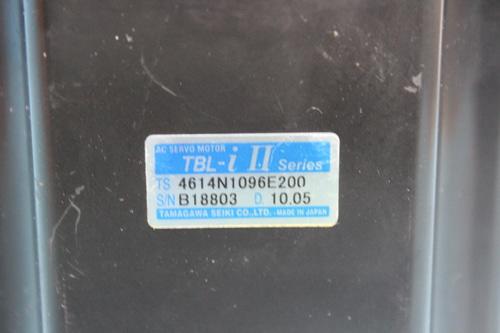 AC SERVO MOTOR
TBL-i II Series
TS 4614N1096E200
S/N B18803 D. 10.05
TAMAGAWA SEIKI CO.,LTD. -MADE IN JAPAN